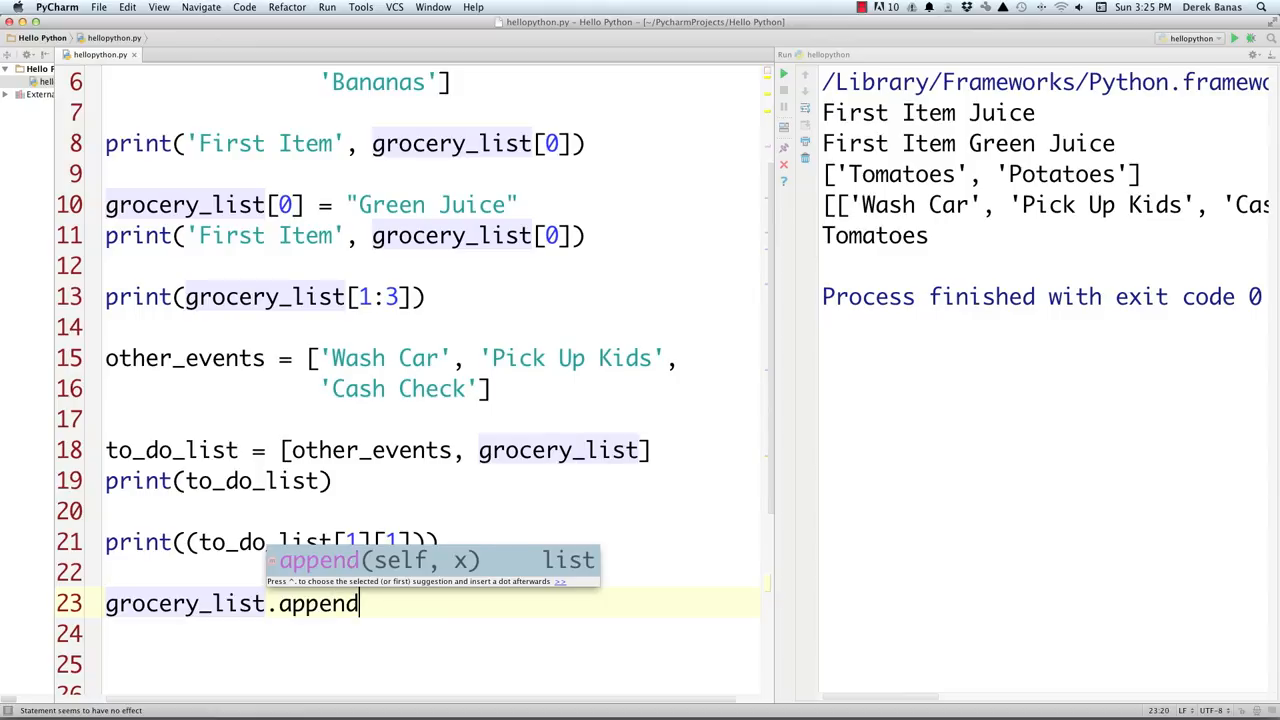 PyCharm File Edit View Navigate Code Refactor Run Tools VCS Window Help 10 Sun 3:25 PM Derek Banas
hellopython.py - Hello Python - [~/PycharmProjects/Hello Python]
Hello Python hellopython.py hellopython
hellopython.py Run hellopython
Hello P
hell
Externa
6 'Bananas']
7
8 print('First Item', grocery_list[0])
9
10 grocery_list[0] = "Green Juice"
11 print('First Item', grocery_list[0])
12
13 print(grocery_list[1:3])
14
15 other_events = ['Wash Car', 'Pick Up Kids',
16 'Cash Check']
17
18 to_do_list = [other_events, grocery_list]
19 print(to_do_list)
20
21 print((to_do_list[1][1]))
22
append(self, x) list
Press ^. to choose the selected (or first) suggestion and insert a dot afterwards >>
23 grocery_list.append
24
25
26
/Library/Frameworks/Python.framewo
First Item Juice
First Item Green Juice
['Tomatoes', 'Potatoes']
[['Wash Car', 'Pick Up Kids', 'Cas
Tomatoes
Process finished with exit code 0
Statement seems to have no effect 23:20 LF UTF-8